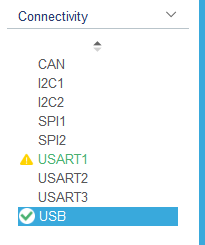 Connectivity
CAN
I2C1
I2C2
SPI1
SPI2
USART1
USART2
USART3
USB